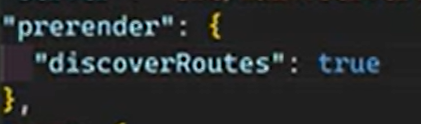 "prerender": {
"discoverRoutes": true
},